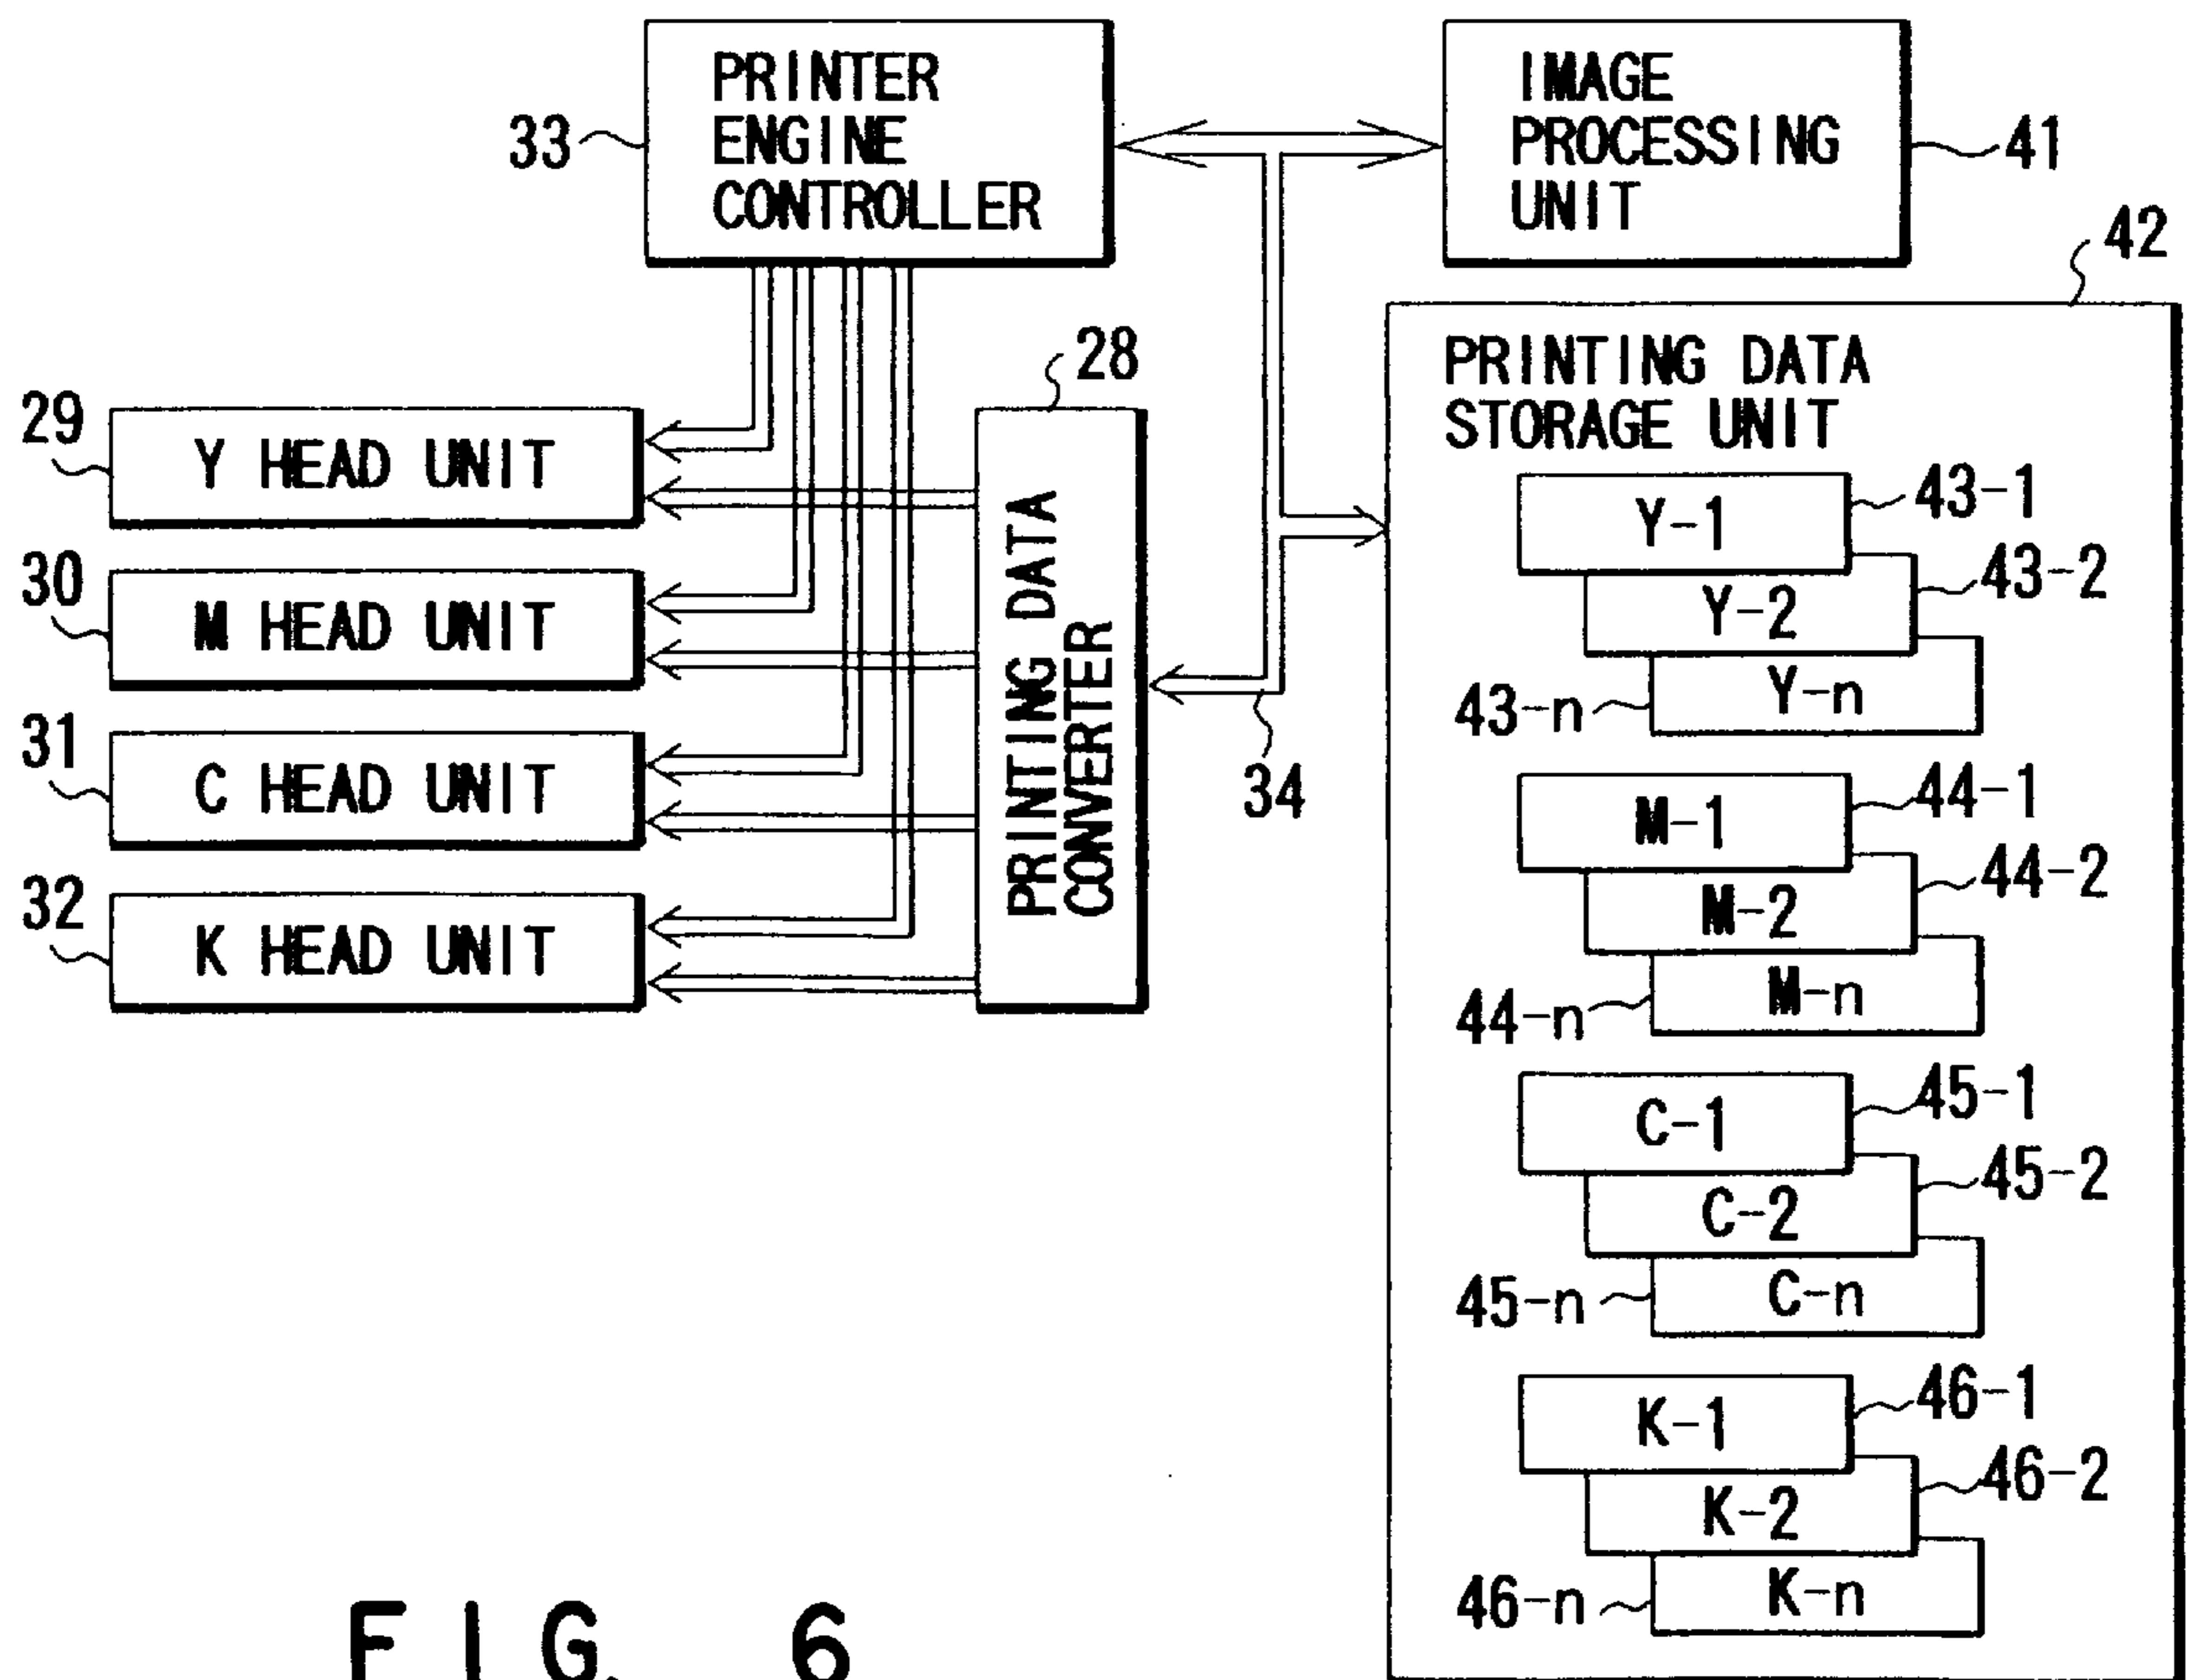 PRINTER
ENGINE
CONTROLLER
33
IMAGE
PROCESSING
UNIT
41
42
28
29
Y HEAD UNIT
30
M HEAD UNIT
31
C HEAD UNIT
32
K HEAD UNIT
PRINTING DATA
CONVERTER
34
PRINTING DATA
STORAGE UNIT
Y-1
43-1
Y-2
43-2
Y-n
43-n
M-1
44-1
M-2
44-2
M-n
44-n
C-1
45-1
C-2
45-2
C-n
45-n
K-1
46-1
K-2
46-2
K-n
46-n
FIG. 6